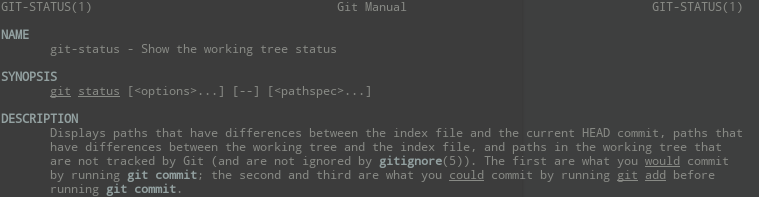 GIT-STATUS(1) Git Manual GIT-STATUS(1)
NAME
git-status - Show the working tree status
SYNOPSIS
git status [<options>...] [--] [<pathspec>...]
DESCRIPTION
Displays paths that have differences between the index file and the current HEAD commit, paths that
have differences between the working tree and the index file, and paths in the working tree that
are not tracked by Git (and are not ignored by gitignore(5)). The first are what you would commit
by running git commit; the second and third are what you could commit by running git add before
running git commit.